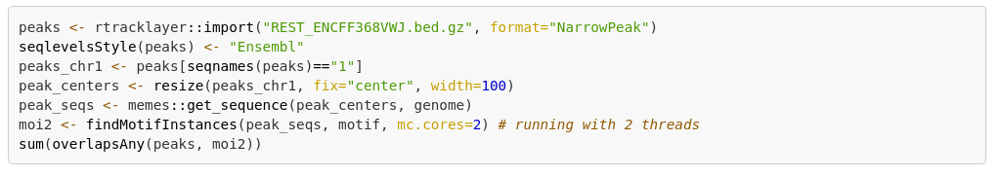 peaks <- rtracklayer::import("REST_ENCFF368VWJ.bed.gz", format="NarrowPeak")
seqlevelsStyle(peaks) <- "Ensembl"
peaks_chr1 <- peaks[seqnames(peaks)=="1"]
peak_centers <- resize(peaks_chr1, fix="center", width=100)
peak_seqs <- memes::get_sequence(peak_centers, genome)
moi2 <- findMotifInstances(peak_seqs, motif, mc.cores=2) # running with 2 threads
sum(overlapsAny(peaks, moi2))